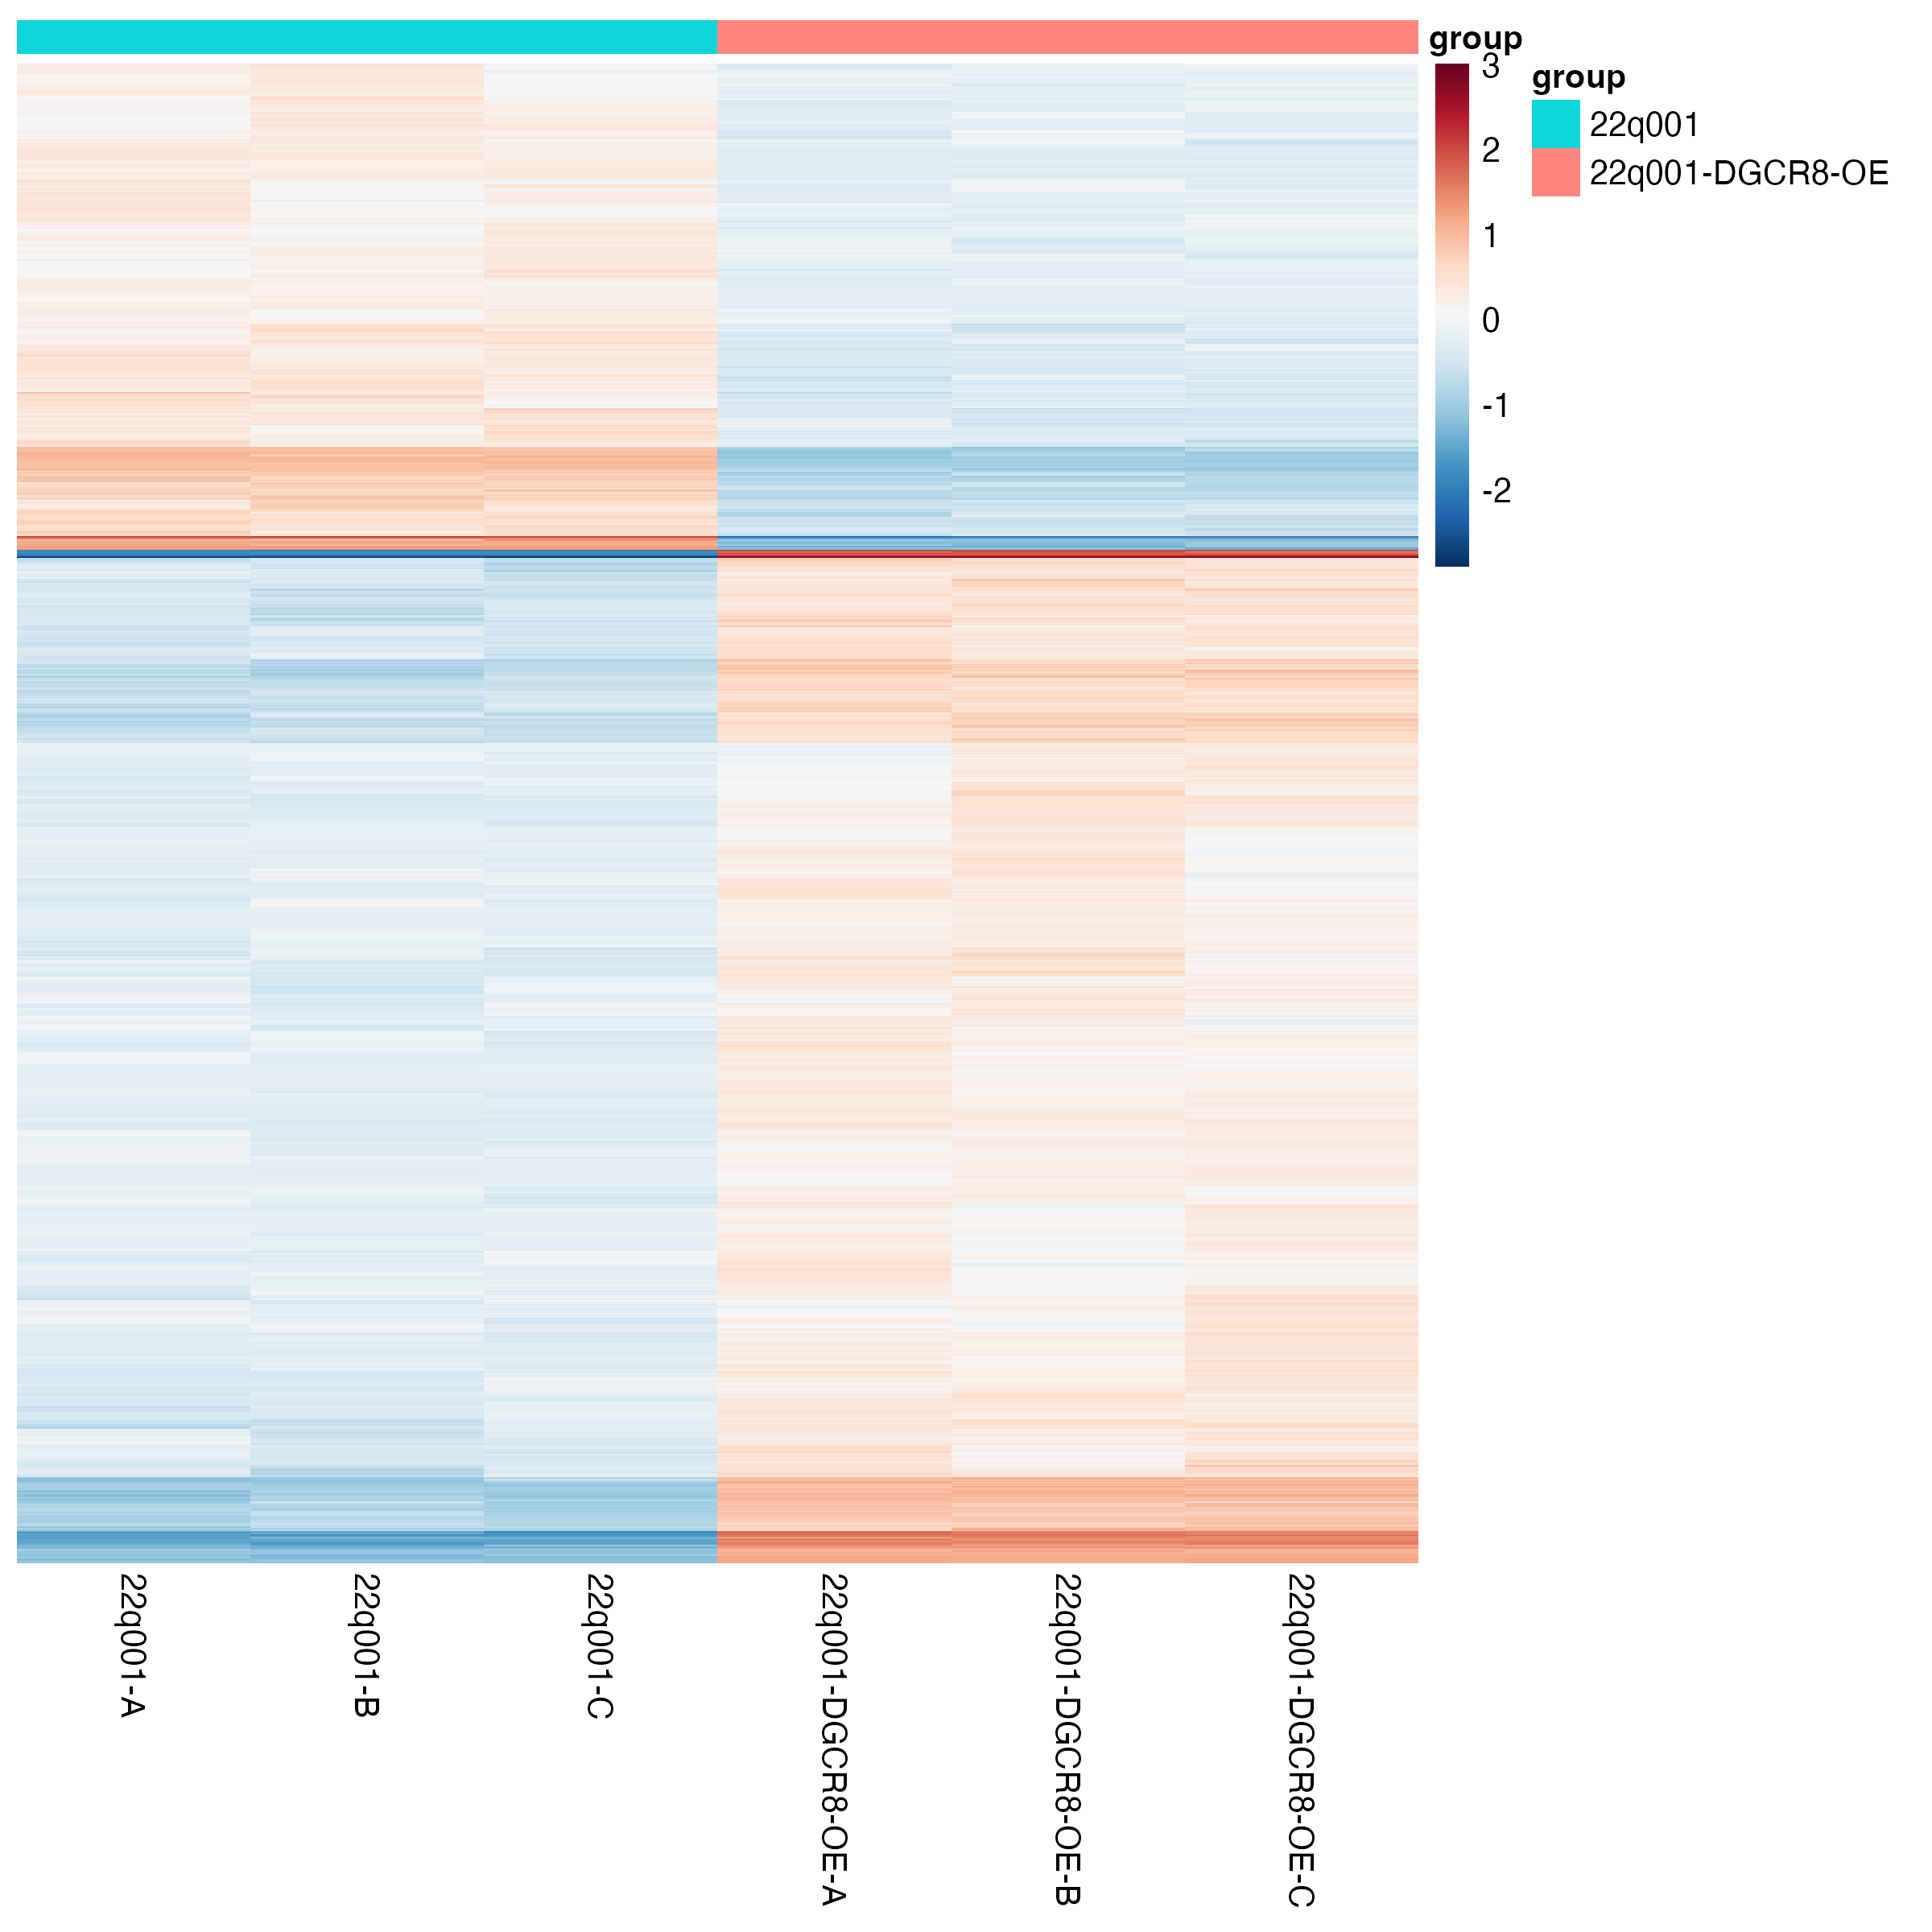 group
3
2
1
0
-1
-2
group
22q001
22q001-DGCR8-OE
22q001-A
22q001-B
22q001-C
22q001-DGCR8-OE-A
22q001-DGCR8-OE-B
22q001-DGCR8-OE-C